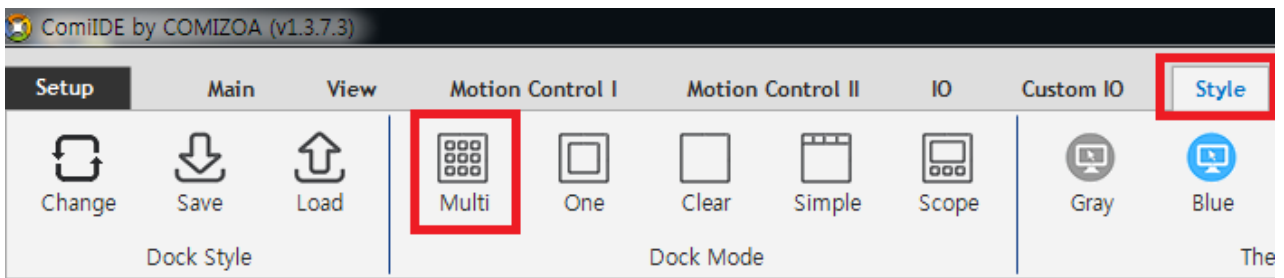 ComiIDE by COMIZOA (v1.3.7.3)
Setup Main View Motion Control I Motion Control II IO Custom IO Style
Change Save Load Multi One Clear Simple Scope Gray Blue
Dock Style Dock Mode The